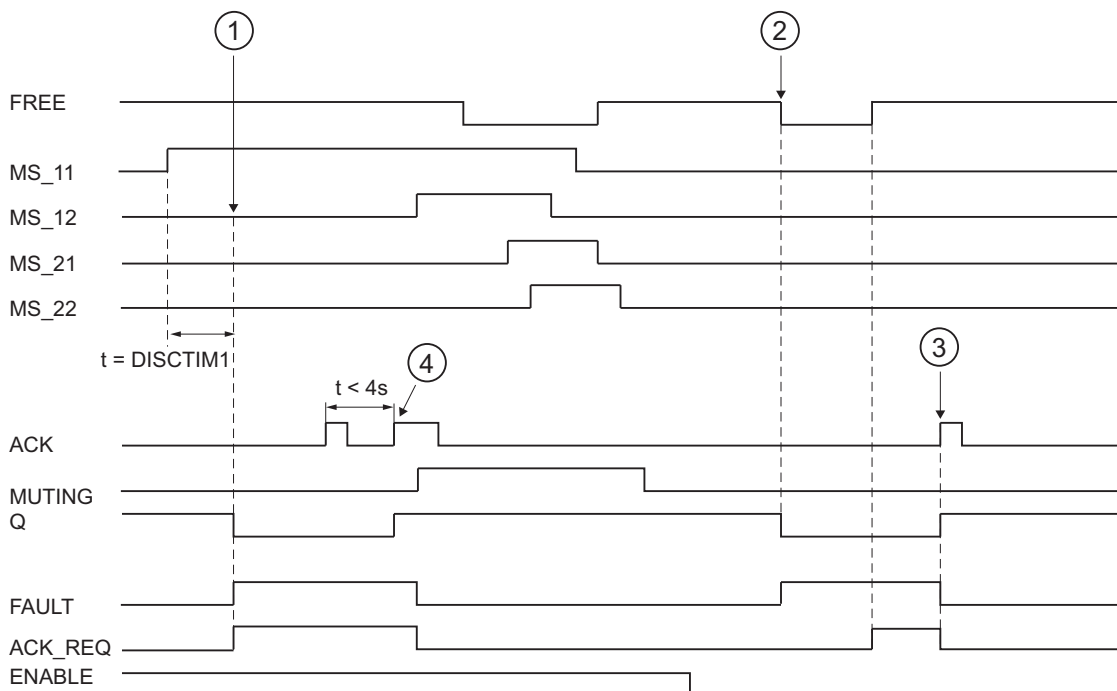 1
2
FREE
MS_11
MS_12
MS_21
MS_22
t = DISCTIM1
t < 4s
4
3
ACK
MUTING
Q
FAULT
ACK_REQ
ENABLE